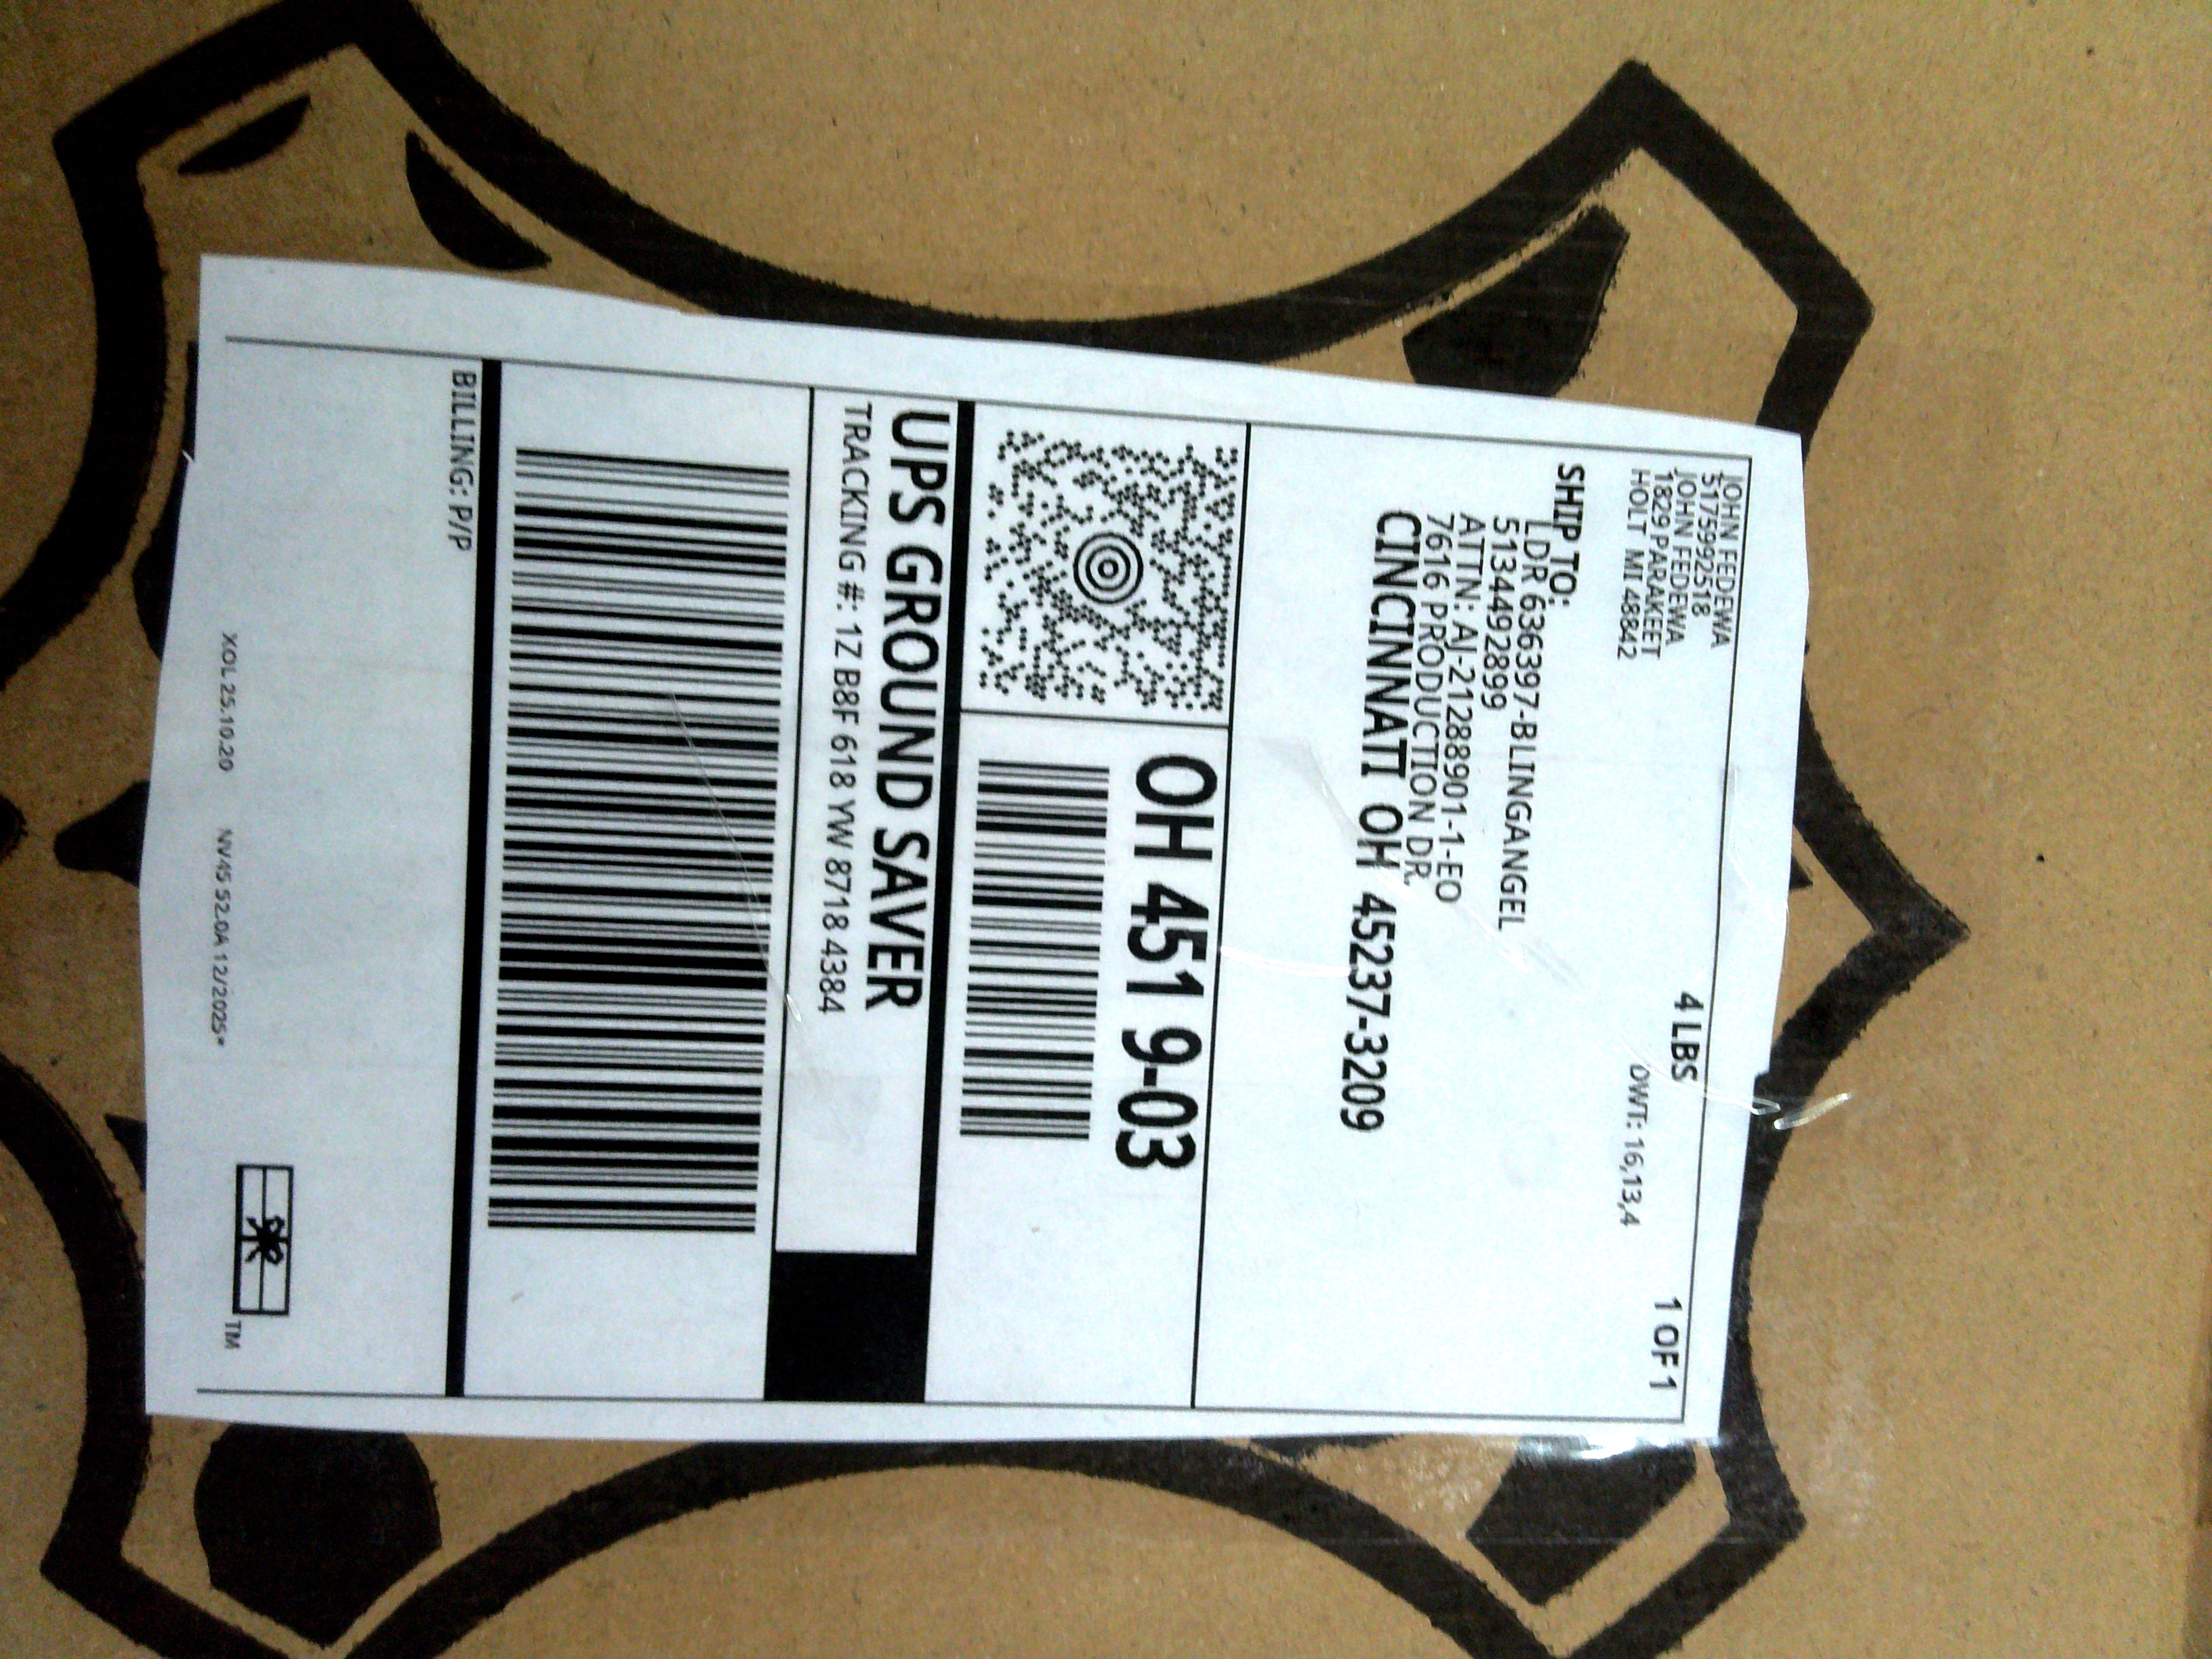 JOHN FEDEWA
5175992518
JOHN FEDEWA
1829 PARAKEET
HOLT MI 48842
4 LBS
1 OF 1
DWT: 16,13,4
SHIP TO:
LDR 636397-BLINGANGEL
5134492899
ATTN: AJ-21288901-1-EO
7616 PRODUCTION DR.
CINCINNATI OH 45237-3209
OH 451 9-03
UPS GROUND SAVER
TRACKING #: 1Z B8F 618 YW 8718 4384
BILLING: P/P
XOL 25.10.20 NV45 52.0A 12/2025*
TM